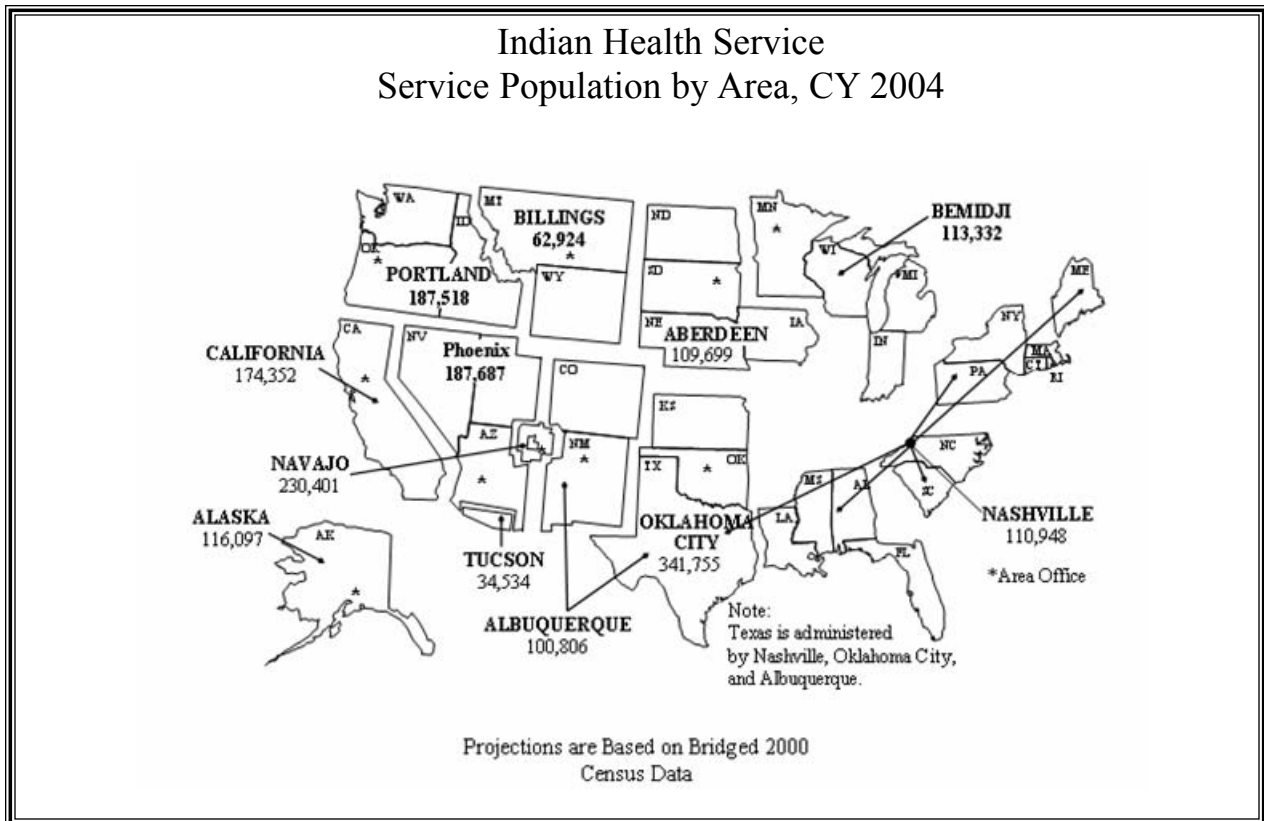 Indian Health Service
Service Population by Area, CY 2004
WA
MI
ID
BILLINGS
62,924
ND
MN
BEMIDJI
113,332
OR
PORTLAND
187,518
WY
SD
WI
MI
ME
CA
NV
NE
ABERDEEN
109,699
IA
NY
MA
CT
RI
CALIFORNIA
174,352
Phoenix
187,687
CO
IN
PA
KS
AZ
NM
NAVAJO
230,401
TX
OK
MS
AL
NC
SC
ALASKA
116,097
AK
OKLAHOMA
CITY
341,755
LA
NASHVILLE
110,948
TUCSON
34,534
FL
*Area Office
ALBUQUERQUE
100,806
Note:
Texas is administered
by Nashville, Oklahoma City,
and Albuquerque.
Projections are Based on Bridged 2000
Census Data